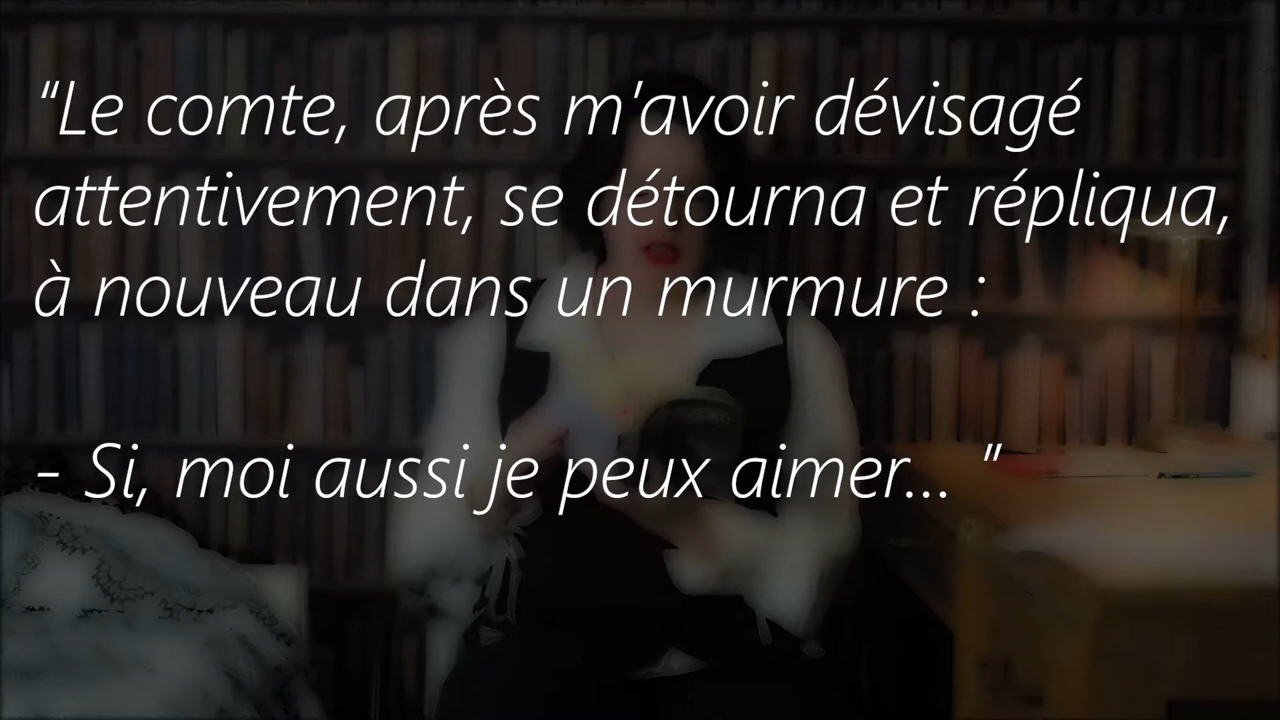 “Le comte, après m'avoir dévisagé
attentivement, se détourna et répliqua,
à nouveau dans un murmure :
- Si, moi aussi je peux aimer... ”